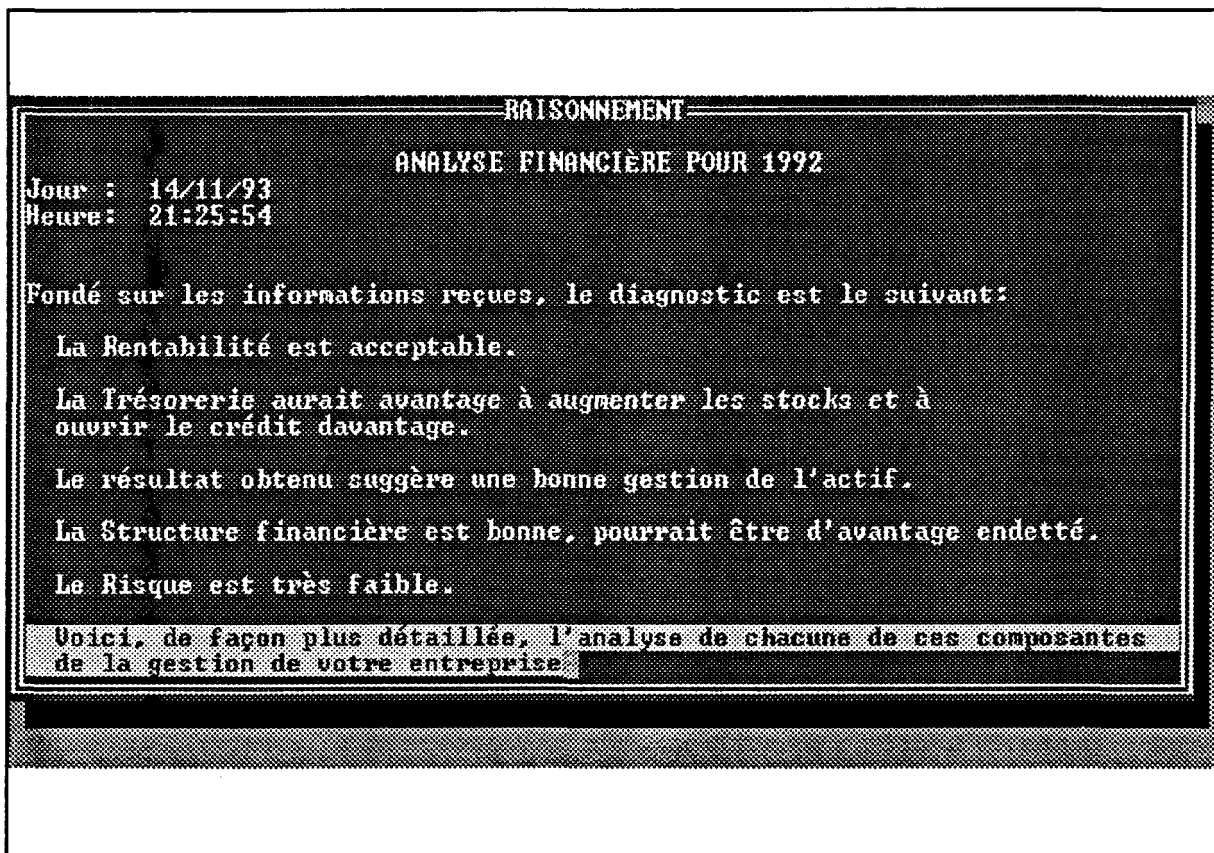 RAISONNEMENT
ANALYSE FINANCIÈRE POUR 1992
Jour : 14/11/93
Heure: 21:25:54
Fondé sur les informations reçues, le diagnostic est le suivant:
La Rentabilité est acceptable.
La Trésorerie aurait avantage à augmenter les stocks et à
ouvrir le crédit davantage.
Le résultat obtenu suggère une bonne gestion de l'actif.
La Structure financière est bonne, pourrait être d'avantage endetté.
Le Risque est très faible.
Voici, de façon plus détaillée, l'analyse de chacune de ces composantes
de la gestion de votre entreprise